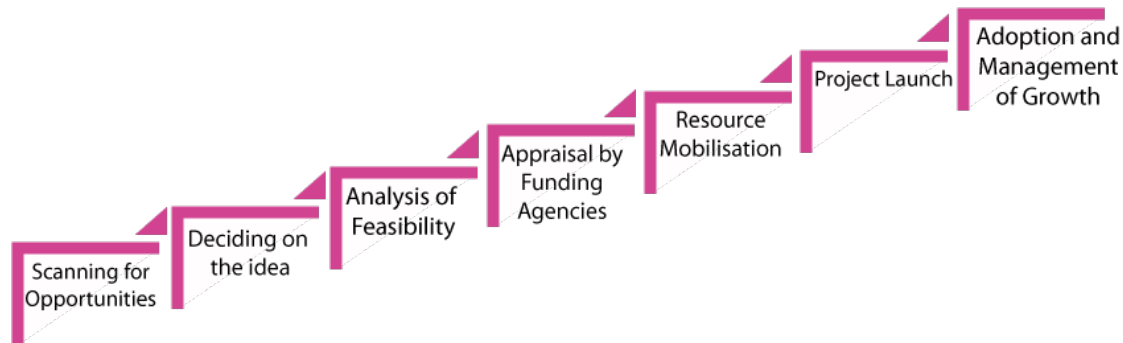 Scanning for
Opportunities
Deciding on
the idea
Analysis of
Feasibility
Appraisal by
Funding
Agencies
Resource
Mobilisation
Project Launch
Adoption and
Management
of Growth